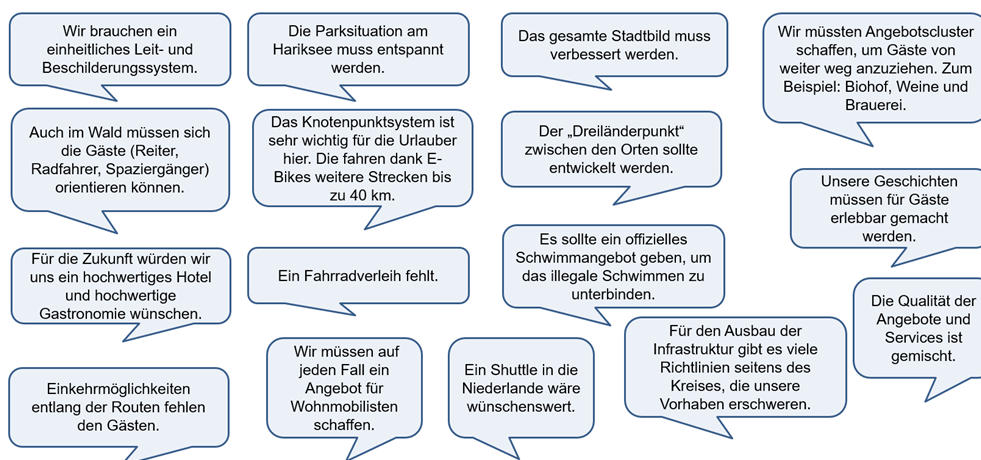 Wir brauchen ein
einheitliches Leit- und
Beschilderungssystem.
Die Parksituation am
Hariksee muss entspannt
werden.
Das gesamte Stadtbild muss
verbessert werden.
Wir müssten Angebotscluster
schaffen, um Gäste von
weiter weg anzuziehen. Zum
Beispiel: Biohof, Weine und
Brauerei.
Auch im Wald müssen sich
die Gäste (Reiter,
Radfahrer, Spaziergänger)
orientieren können.
Das Knotenpunktsystem ist
sehr wichtig für die Urlauber
hier. Die fahren dank E-
Bikes weitere Strecken bis
zu 40 km.
Der „Dreiländerpunkt“
zwischen den Orten sollte
entwickelt werden.
Unsere Geschichten
müssen für Gäste
erlebbar gemacht
werden.
Für die Zukunft würden wir
uns ein hochwertiges Hotel
und hochwertige
Gastronomie wünschen.
Ein Fahrradverleih fehlt.
Es sollte ein offizielles
Schwimmangebot geben, um
das illegale Schwimmen zu
unterbinden.
Die Qualität der
Angebote und
Services ist
gemischt.
Einkehrmöglichkeiten
entlang der Routen fehlen
den Gästen.
Wir müssen auf
jeden Fall ein
Angebot für
Wohnmobilisten
schaffen.
Ein Shuttle in die
Niederlande wäre
wünschenswert.
Für den Ausbau der
Infrastruktur gibt es viele
Richtlinien seitens des
Kreises, die unsere
Vorhaben erschweren.